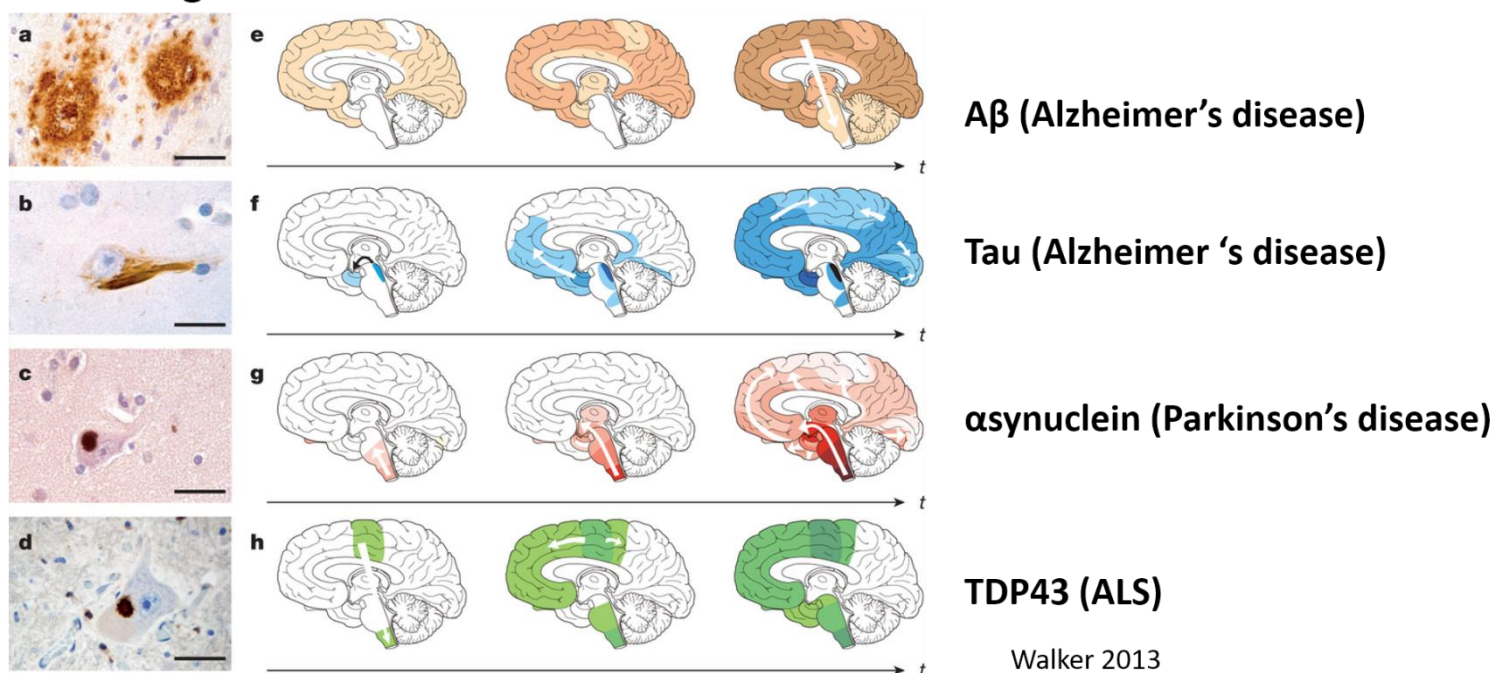 a
e
Aβ (Alzheimer’s disease)
t
b
f
Tau (Alzheimer ‘s disease)
t
c
g
αsynuclein (Parkinson’s disease)
t
d
h
TDP43 (ALS)
Walker 2013
t